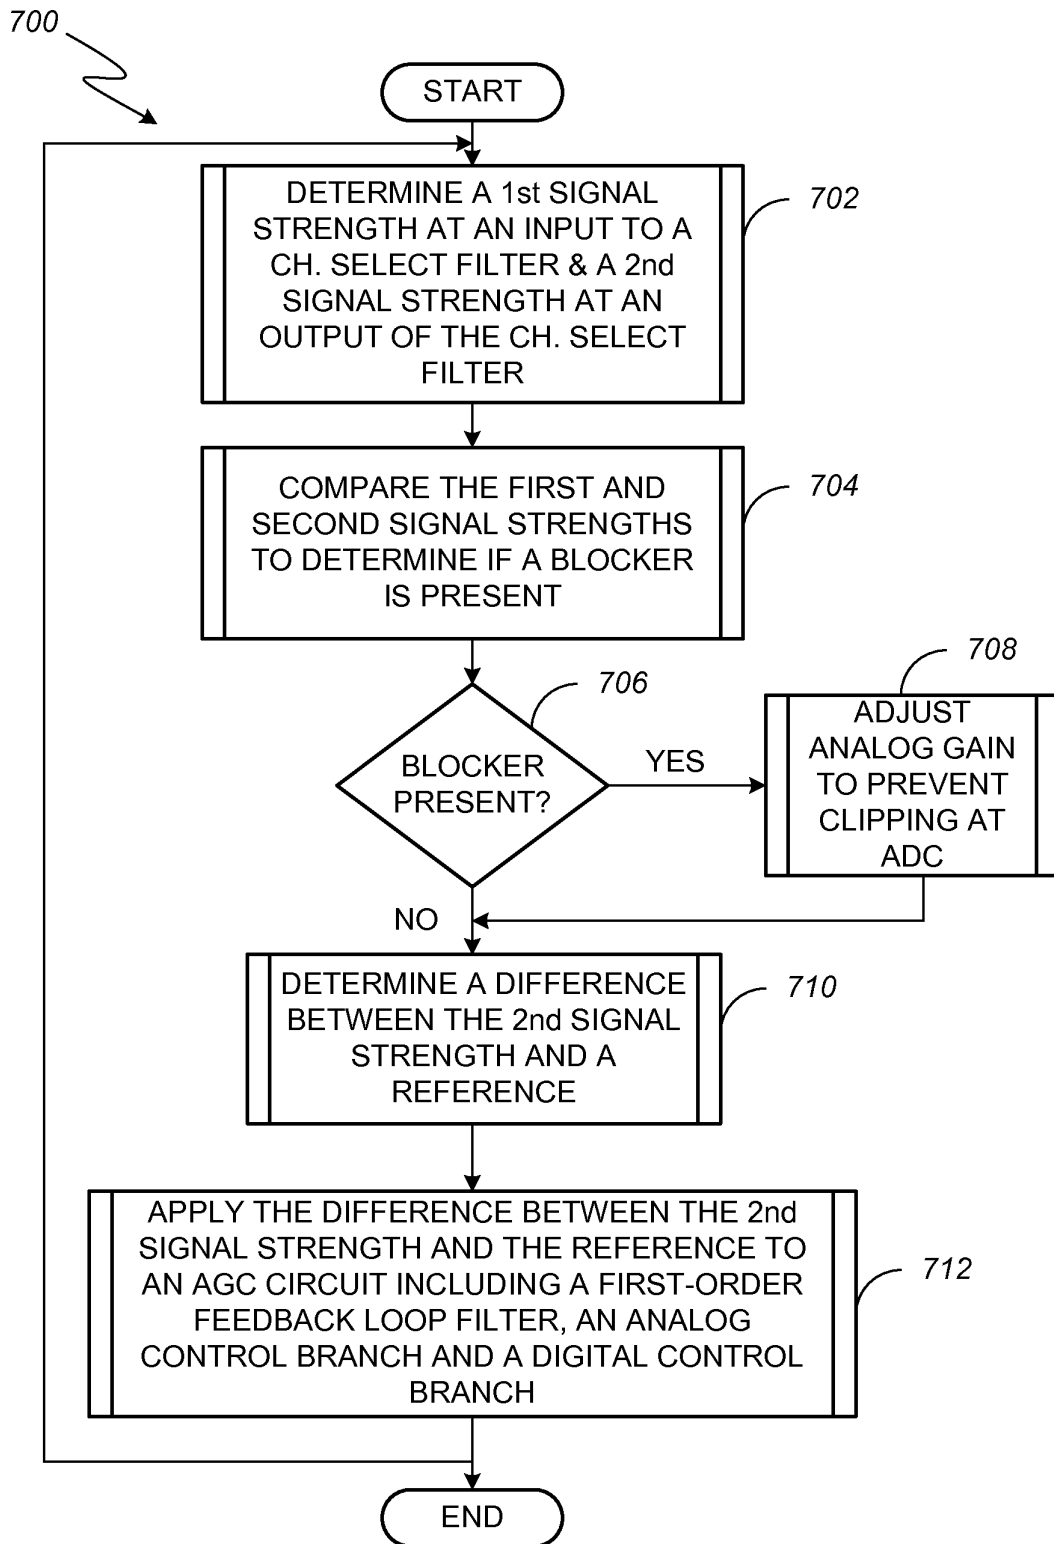 700
START
DETERMINE A 1st SIGNAL
STRENGTH AT AN INPUT TO A
CH. SELECT FILTER & A 2nd
SIGNAL STRENGTH AT AN
OUTPUT OF THE CH. SELECT
FILTER
702
COMPARE THE FIRST AND
SECOND SIGNAL STRENGTHS
TO DETERMINE IF A BLOCKER
IS PRESENT
704
BLOCKER
PRESENT?
706
YES
ADJUST
ANALOG GAIN
TO PREVENT
CLIPPING AT
ADC
708
NO
DETERMINE A DIFFERENCE
BETWEEN THE 2nd SIGNAL
STRENGTH AND A
REFERENCE
710
APPLY THE DIFFERENCE BETWEEN THE 2nd
SIGNAL STRENGTH AND THE REFERENCE TO
AN AGC CIRCUIT INCLUDING A FIRST-ORDER
FEEDBACK LOOP FILTER, AN ANALOG
CONTROL BRANCH AND A DIGITAL CONTROL
BRANCH
712
END